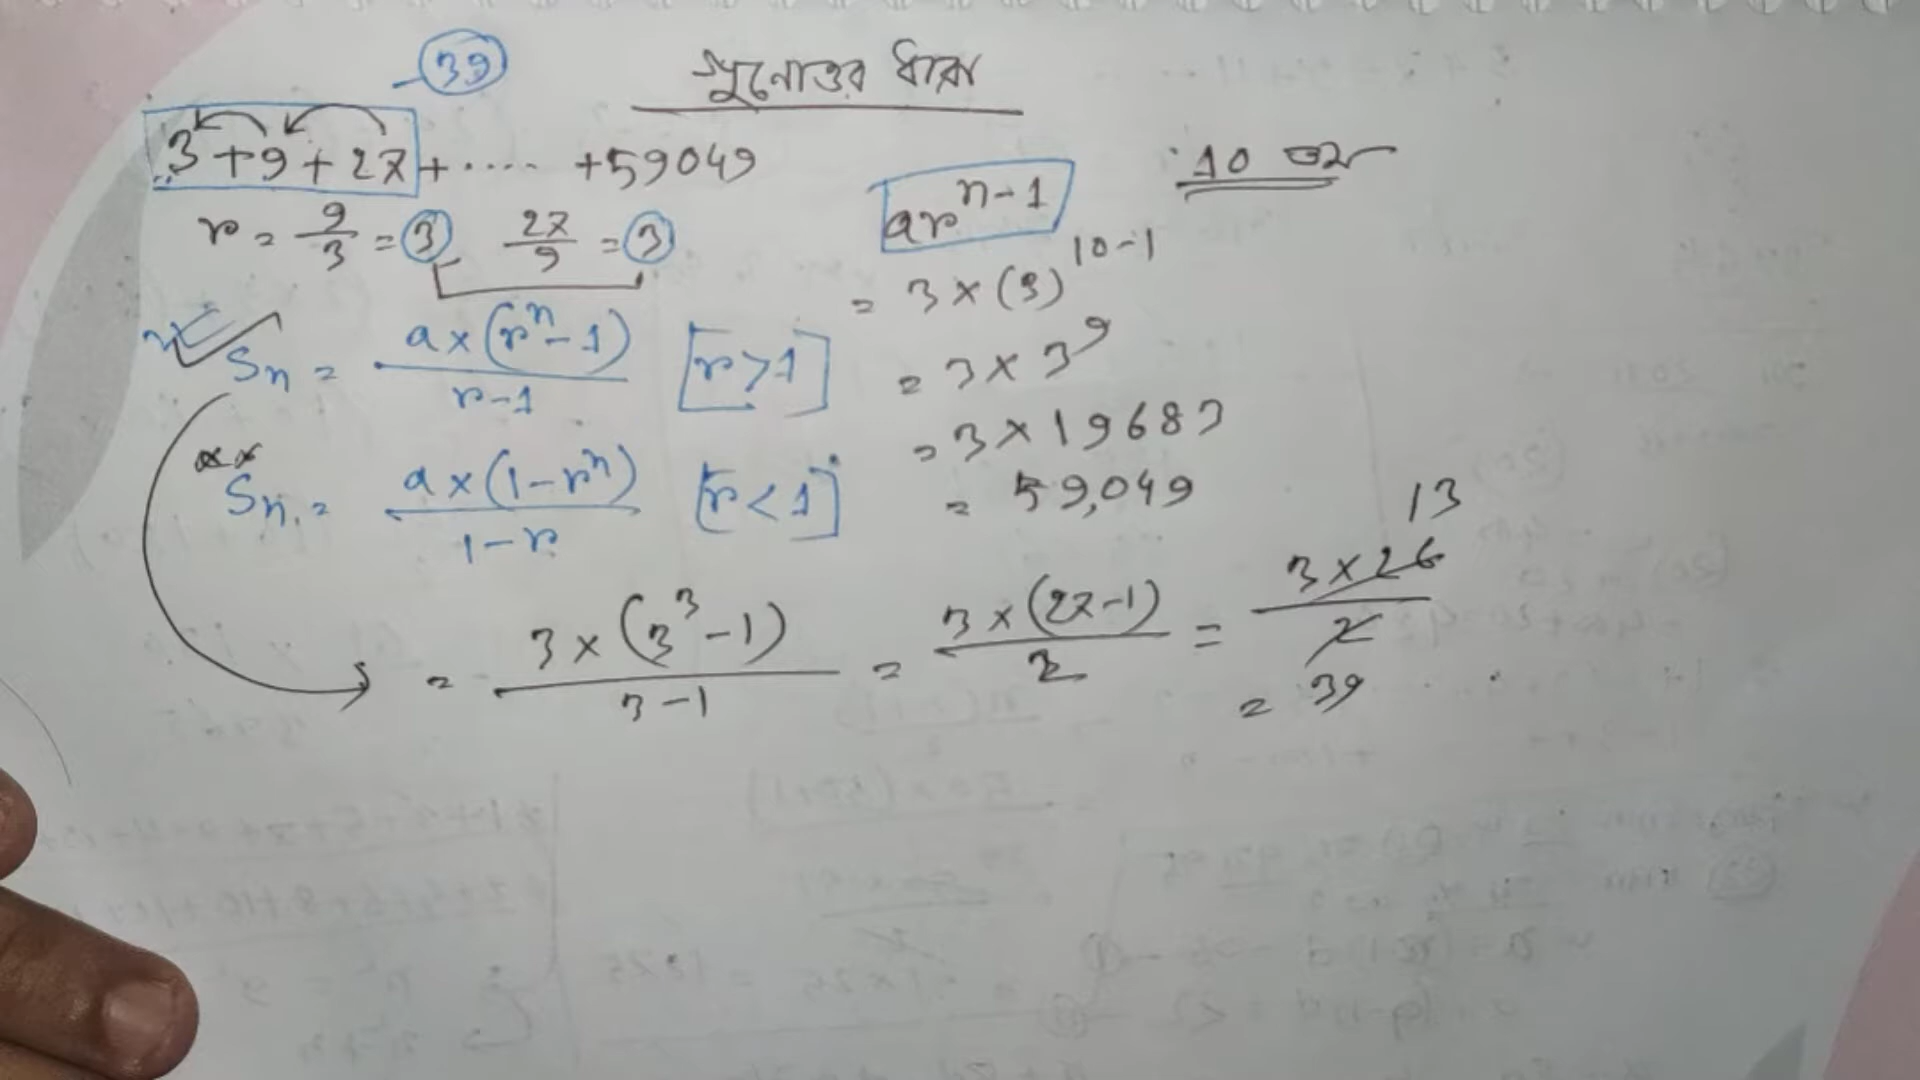 গুনোত্তর ধারা
39
3+9+27+ ..... +59049
r = 9/3 = 3   27/9 = 3
Sn = a×(r^n-1) / r-1   [r>1]
Sn = a×(1-r^n) / 1-r   [r<1]
= 3×(3^3-1) / 3-1 = 3×(27-1) / 2 = 3×26 / 2
13
= 39
10 তম
ar^n-1
= 3×(3)^10-1
= 3×3^9
= 3×19683
= 59,049